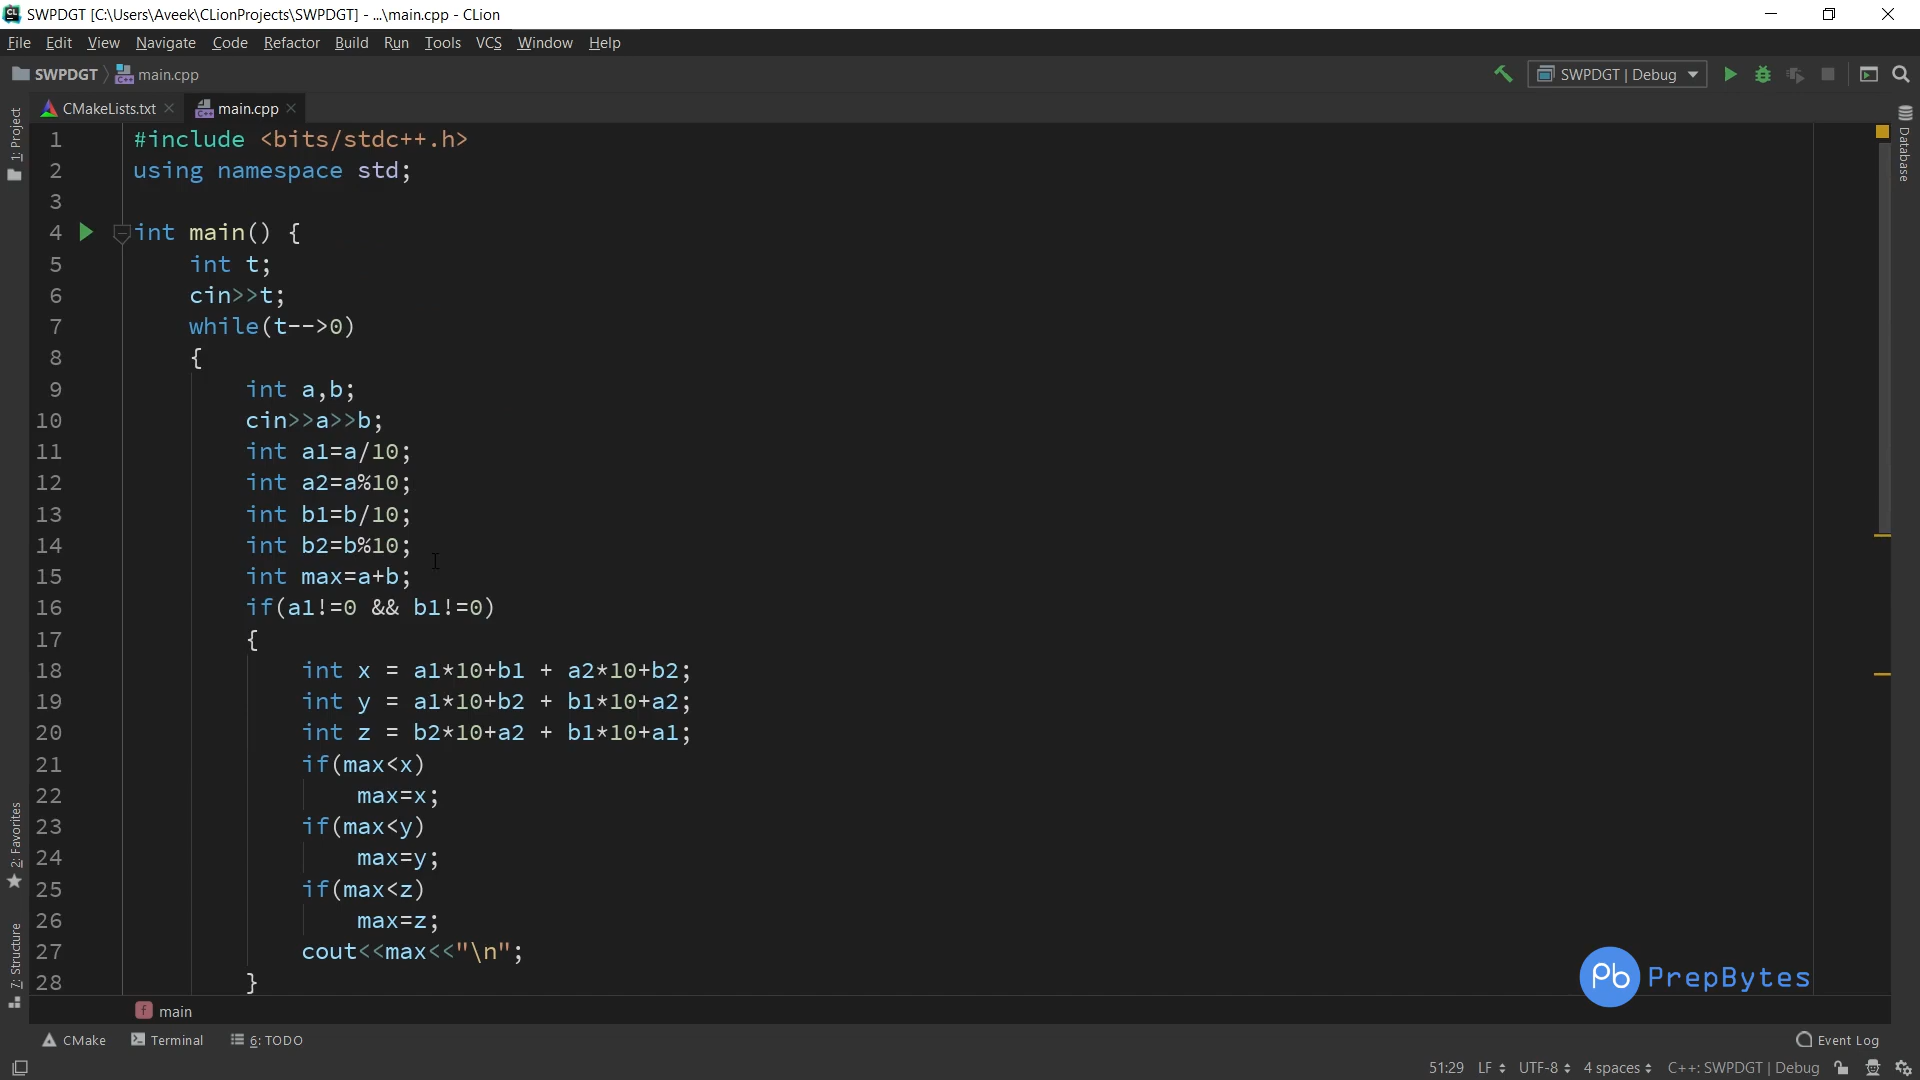 SWPDGT [C:\Users\Aveek\CLionProjects\SWPDGT] - ...\main.cpp - CLion
File Edit View Navigate Code Refactor Build Run Tools VCS Window Help
SWPDGT main.cpp SWPDGT | Debug
CMakeLists.txt main.cpp
1: Project
Database
1 #include <bits/stdc++.h>
2 using namespace std;
3
4 int main() {
5 int t;
6 cin>>t;
7 while(t-->0)
8 {
9 int a,b;
10 cin>>a>>b;
11 int a1=a/10;
12 int a2=a%10;
13 int b1=b/10;
14 int b2=b%10;
15 int max=a+b;
16 if(a1!=0 && b1!=0)
17 {
18 int x = a1*10+b1 + a2*10+b2;
19 int y = a1*10+b2 + b1*10+a2;
20 int z = b2*10+a2 + b1*10+a1;
21 if(max<x)
22 max=x;
23 if(max<y)
24 max=y;
25 if(max<z)
26 max=z;
27 cout<<max<<"\n";
28 }
2: Favorites
7: Structure
Pb PrepBytes
f main
CMake Terminal 6: TODO Event Log
51:29 LF UTF-8 4 spaces C++: SWPDGT | Debug